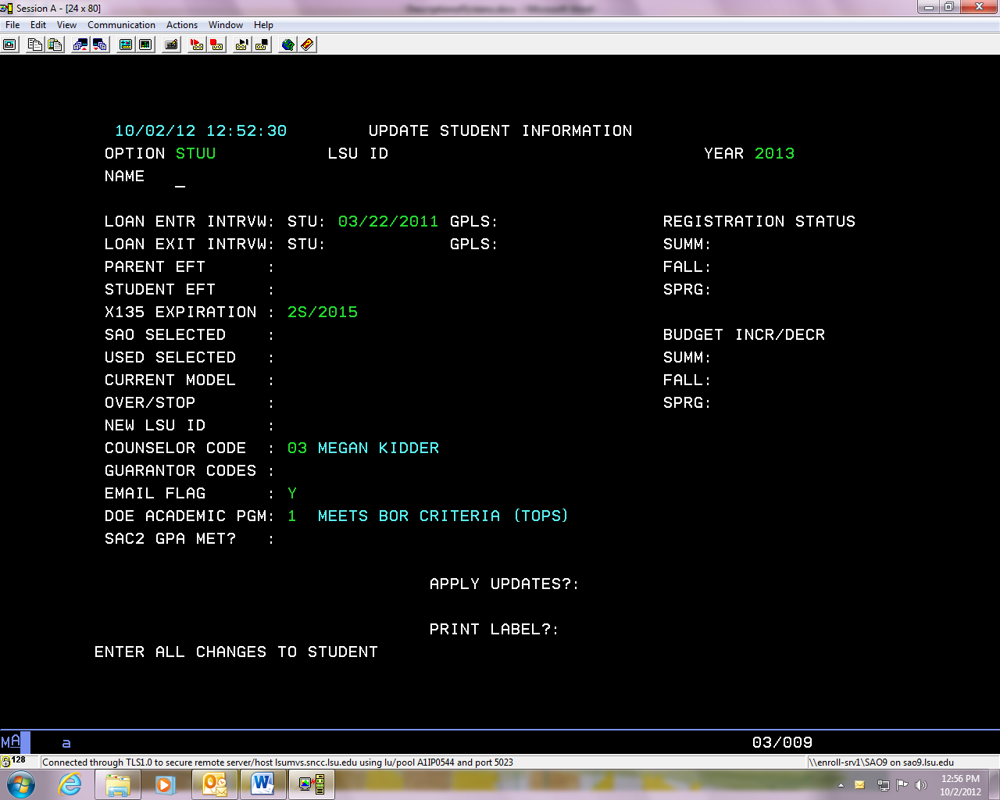 Session A - [24 x 80]
File Edit View Communication Actions Window Help
10/02/12 12:52:30 UPDATE STUDENT INFORMATION
OPTION STUU LSU ID YEAR 2013
NAME _
LOAN ENTR INTRVW: STU: 03/22/2011 GPLS: REGISTRATION STATUS
LOAN EXIT INTRVW: STU: GPLS: SUMM:
PARENT EFT : FALL:
STUDENT EFT : SPRG:
X135 EXPIRATION : 2S/2015
SAO SELECTED : BUDGET INCR/DECR
USED SELECTED : SUMM:
CURRENT MODEL : FALL:
OVER/STOP : SPRG:
NEW LSU ID :
COUNSELOR CODE : 03 MEGAN KIDDER
GUARANTOR CODES :
EMAIL FLAG : Y
DOE ACADEMIC PGM: 1 MEETS BOR CRITERIA (TOPS)
SAC2 GPA MET? :
APPLY UPDATES?:
PRINT LABEL?:
ENTER ALL CHANGES TO STUDENT
MA a 03/009
128 Connected through TLS1.0 to secure remote server/host lsumvs.sncc.lsu.edu using lu/pool A1IP0544 and port 5023 \\enroll-srv1\SAO9 on sao9.lsu.edu
12:56 PM
10/2/2012